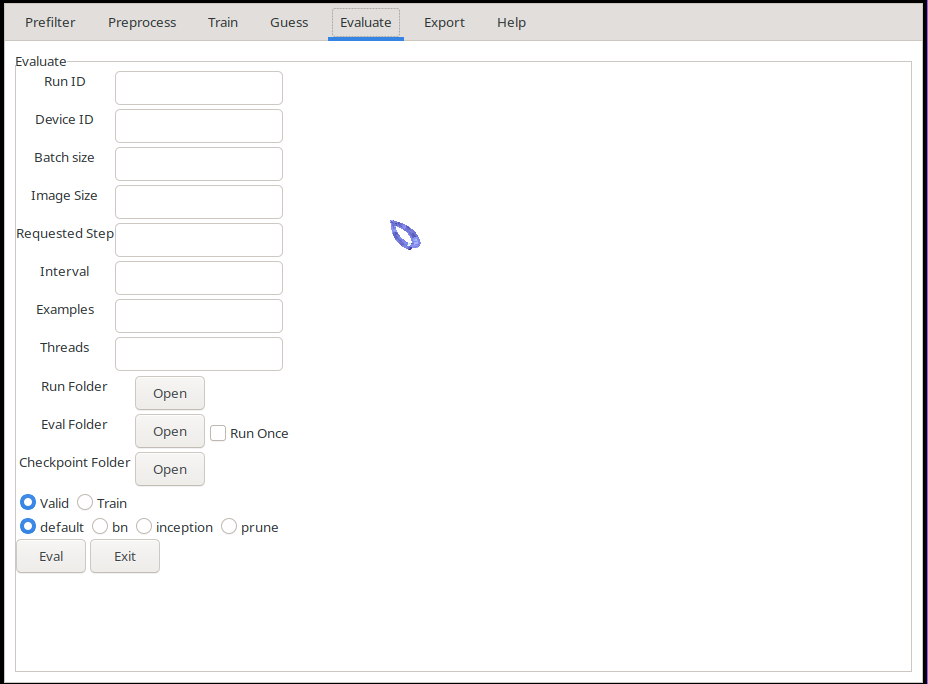 Prefilter Preprocess Train Guess Evaluate Export Help
Evaluate
Run ID
Device ID
Batch size
Image Size
Requested Step
Interval
Examples
Threads
Run Folder Open
Eval Folder Open Run Once
Checkpoint Folder Open
Valid Train
default bn inception prune
Eval Exit